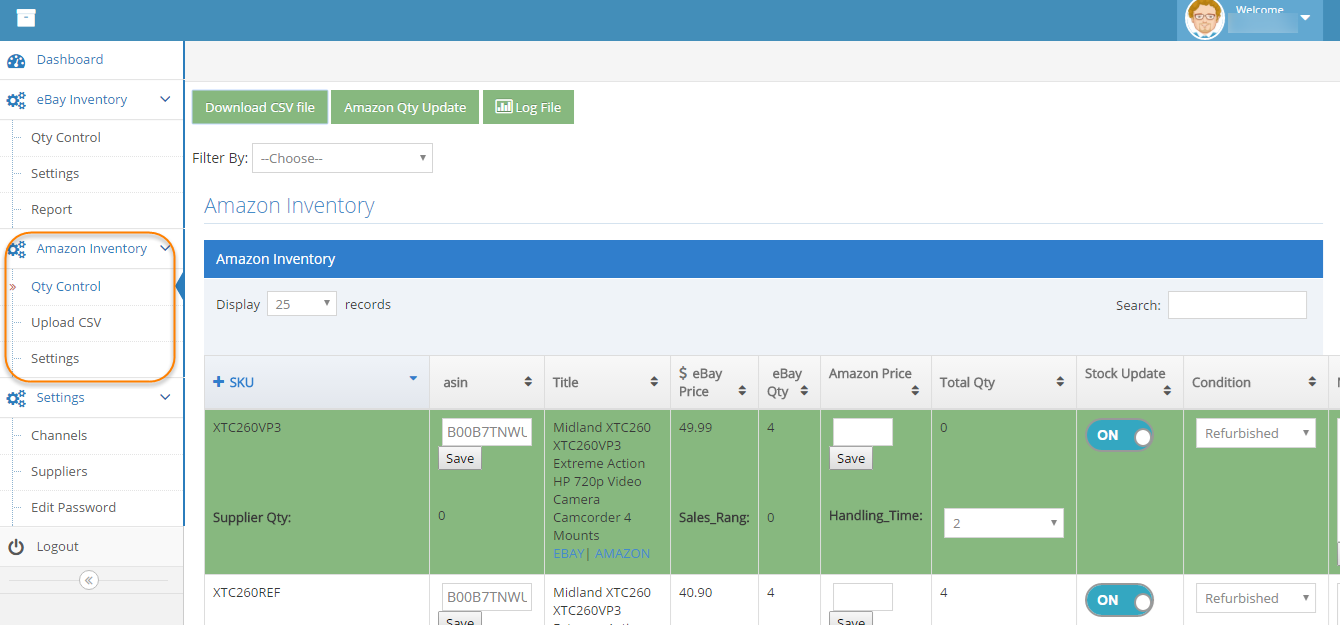 Welcome
Dashboard
eBay Inventory
Qty Control
Settings
Report
Amazon Inventory
Qty Control
Upload CSV
Settings
Settings
Channels
Suppliers
Edit Password
Logout
Download CSV file
Amazon Qty Update
Log File
Filter By: --Choose--
Amazon Inventory
Amazon Inventory
Display 25 records
Search:
SKU
asin
Title
$ eBay
Price
eBay
Qty
Amazon Price
Total Qty
Stock Update
Condition
XTC260VP3
B00B7TNWU
Save
Midland XTC260
XTC260VP3
Extreme Action
HP 720p Video
Camera
Camcorder 4
Mounts
EBAY| AMAZON
49.99
4
Save
0
ON
Refurbished
Supplier Qty:
0
Sales_Rang:
0
Handling_Time:
2
XTC260REF
B00B7TNWU
Save
Midland XTC260
XTC260VP3
40.90
4
Save
4
ON
Refurbished